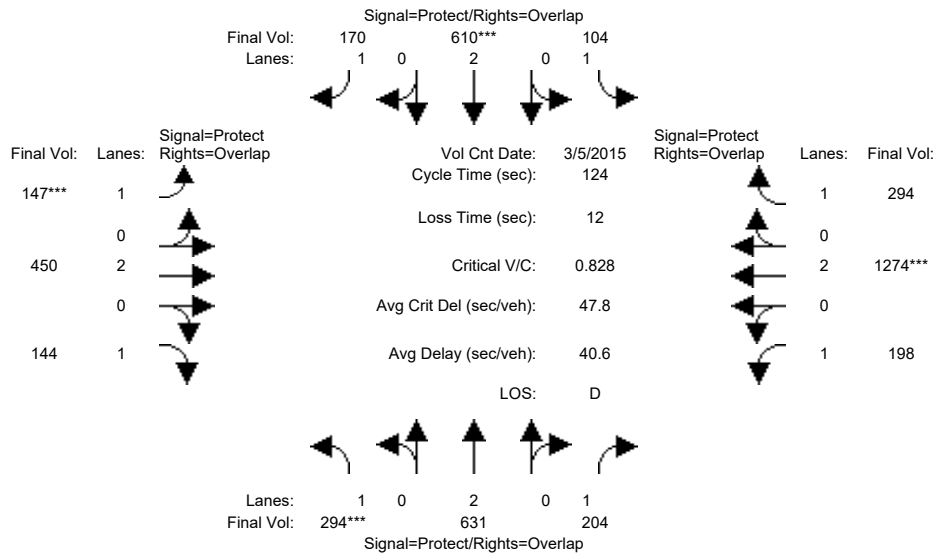 Signal=Protect/Rights=Overlap
Final Vol: 170 610*** 104
Lanes: 1 0 2 0 1
Signal=Protect
Final Vol: Lanes: Rights=Overlap
Vol Cnt Date: 3/5/2015
Signal=Protect
Rights=Overlap Lanes: Final Vol:
Cycle Time (sec): 124
147*** 1
1 294
Loss Time (sec): 12
0
0
450 2
Critical V/C: 0.828
2 1274***
0
Avg Crit Del (sec/veh): 47.8
0
144 1
Avg Delay (sec/veh): 40.6
1 198
LOS: D
Lanes: 1 0 2 0 1
Final Vol: 294*** 631 204
Signal=Protect/Rights=Overlap